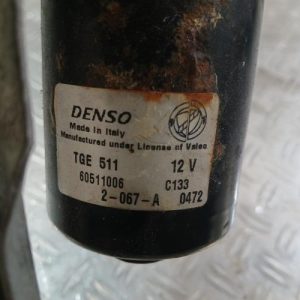 DENSO
Made in Italy
Manufactured under License of Valeo
TGE 511 12 V
60511006 C133
2-067-A 0472